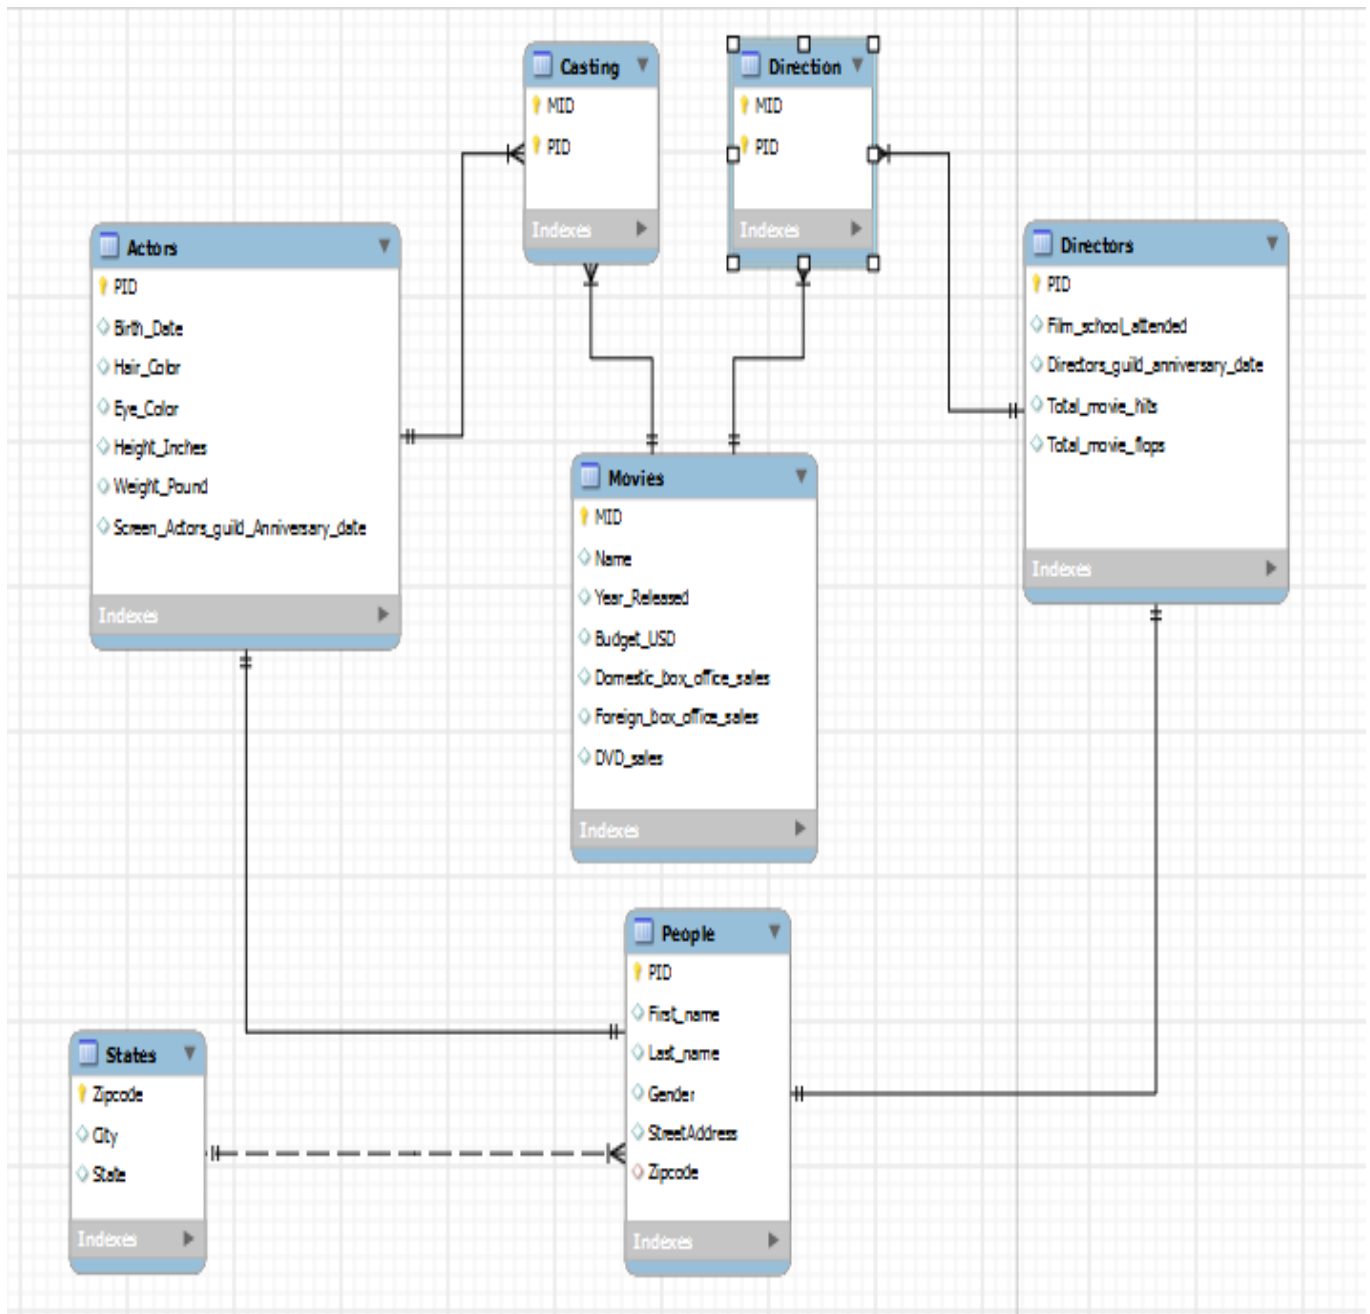 Casting
MID
PID
Indexes
Direction
MID
PID
Indexes
Actors
PID
Birth_Date
Hair_Color
Eye_Color
Height_Inches
Weight_Pound
Screen_Actors_guild_Anniversary_date
Indexes
Directors
PID
Film_school_attended
Directors_guild_anniversary_date
Total_movie_hits
Total_movie_flops
Indexes
Movies
MID
Name
Year_Released
Budget_USD
Domestic_box_office_sales
Foreign_box_office_sales
DVD_sales
Indexes
People
PID
First_name
Last_name
Gender
StreetAddress
Zipcode
Indexes
States
Zipcode
City
State
Indexes